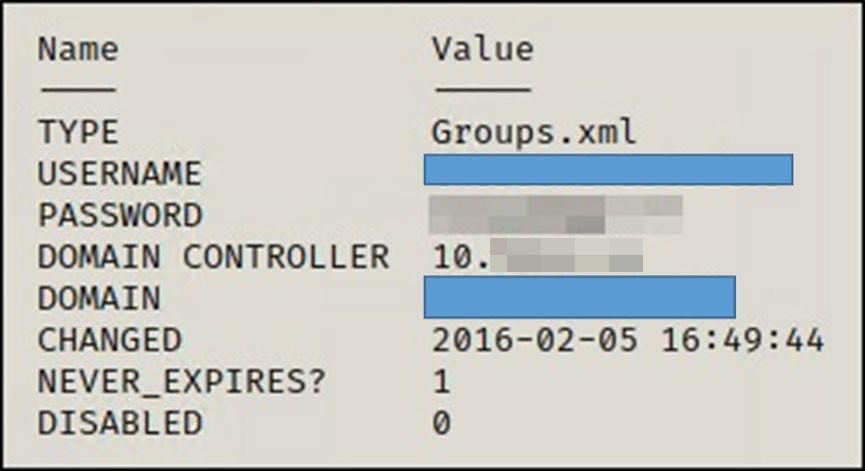 Name Value
TYPE Groups.xml
USERNAME
PASSWORD
DOMAIN CONTROLLER 10.
DOMAIN
CHANGED 2016-02-05 16:49:44
NEVER_EXPIRES? 1
DISABLED 0